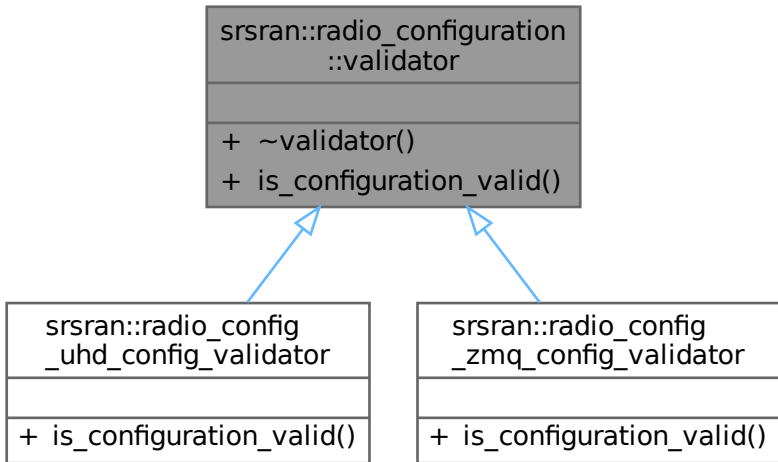 srsran::radio_configuration
::validator
+ ~validator()
+ is_configuration_valid()
srsran::radio_config
_uhd_config_validator
+ is_configuration_valid()
srsran::radio_config
_zmq_config_validator
+ is_configuration_valid()